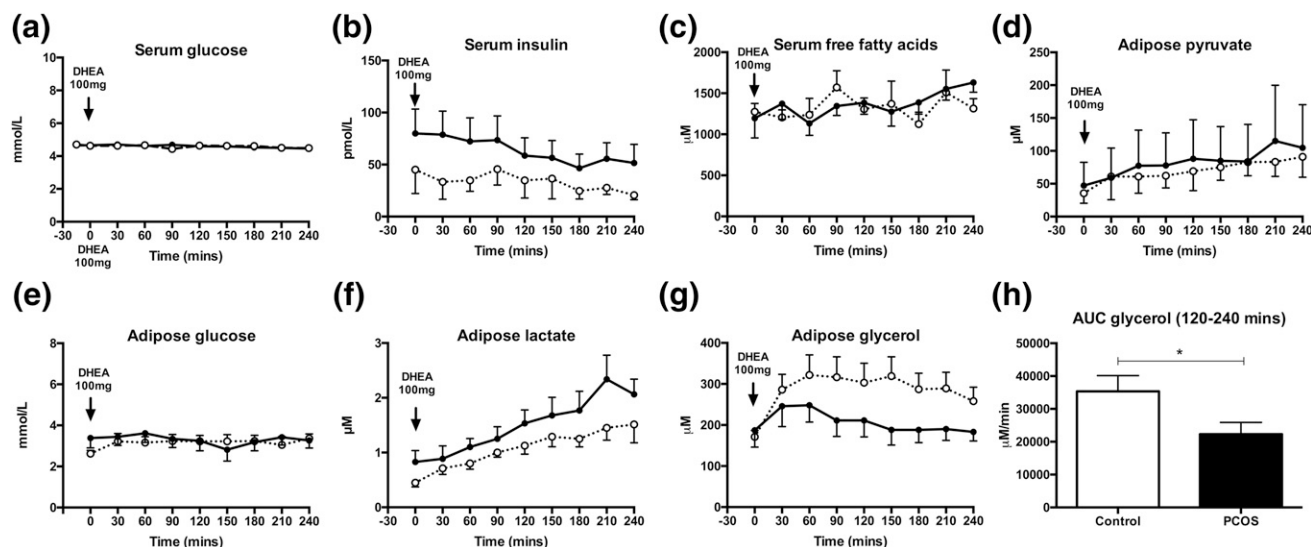 (a)
Serum glucose
DHEA
100mg
mmol/L
6
4
2
0
-30 0 30 60 90 120 150 180 210 240
DHEA
100mg
Time (mins)
(b)
Serum insulin
DHEA
100mg
pmol/L
150
100
50
0
-30 0 30 60 90 120 150 180 210 240
Time (mins)
(c)
Serum free fatty acids
DHEA
100mg
µM
2000
1500
1000
500
0
-30 0 30 60 90 120 150 180 210 240
Time (mins)
(d)
Adipose pyruvate
DHEA
100mg
µM
250
200
150
100
50
0
-30 0 30 60 90 120 150 180 210 240
Time (mins)
(e)
Adipose glucose
DHEA
100mg
mmol/L
6
4
2
0
-30 0 30 60 90 120 150 180 210 240
Time (mins)
(f)
Adipose lactate
DHEA
100mg
µM
3
2
1
0
-30 0 30 60 90 120 150 180 210 240
Time (mins)
(g)
Adipose glycerol
DHEA
100mg
µM
400
300
200
100
0
-30 0 30 60 90 120 150 180 210 240
Time (mins)
(h)
AUC glycerol (120-240 mins)
*
µM/min
50000
40000
30000
20000
10000
0
Control PCOS